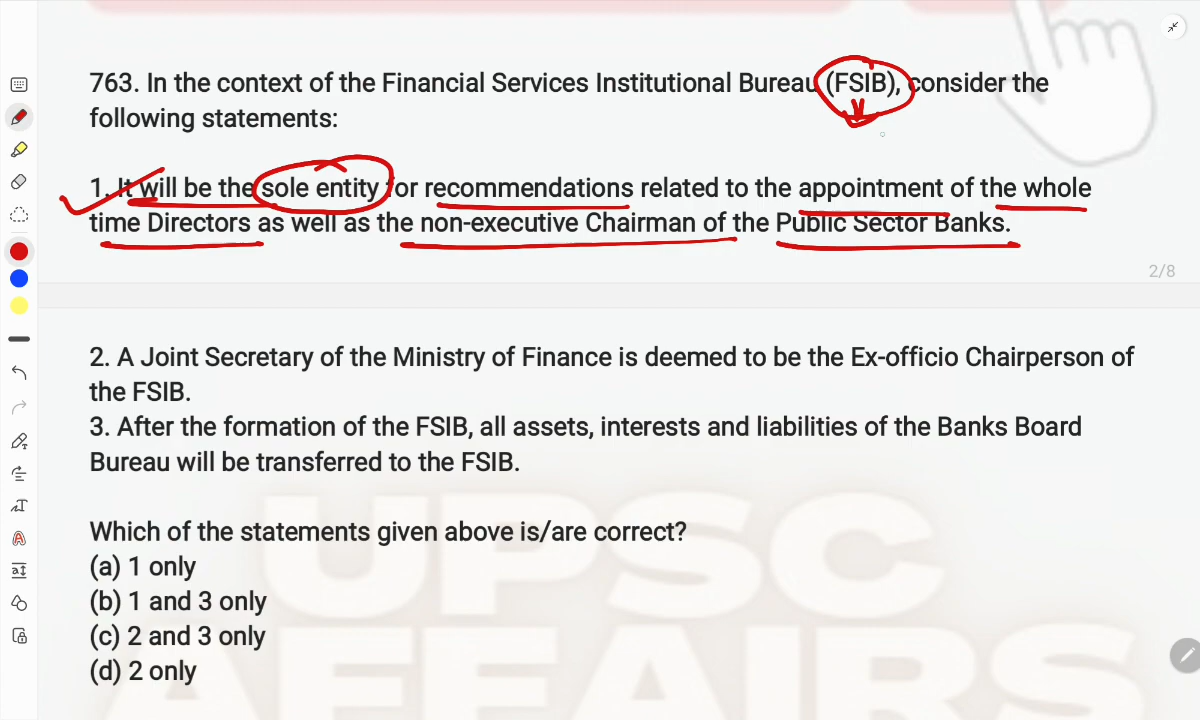 763. In the context of the Financial Services Institutional Bureau (FSIB), consider the
following statements:
1. It will be the sole entity for recommendations related to the appointment of the whole
time Directors as well as the non-executive Chairman of the Public Sector Banks.
2/8
2. A Joint Secretary of the Ministry of Finance is deemed to be the Ex-officio Chairperson of
the FSIB.
3. After the formation of the FSIB, all assets, interests and liabilities of the Banks Board
Bureau will be transferred to the FSIB.
Which of the statements given above is/are correct?
(a) 1 only
(b) 1 and 3 only
(c) 2 and 3 only
(d) 2 only
UPSC
AFFAIRS